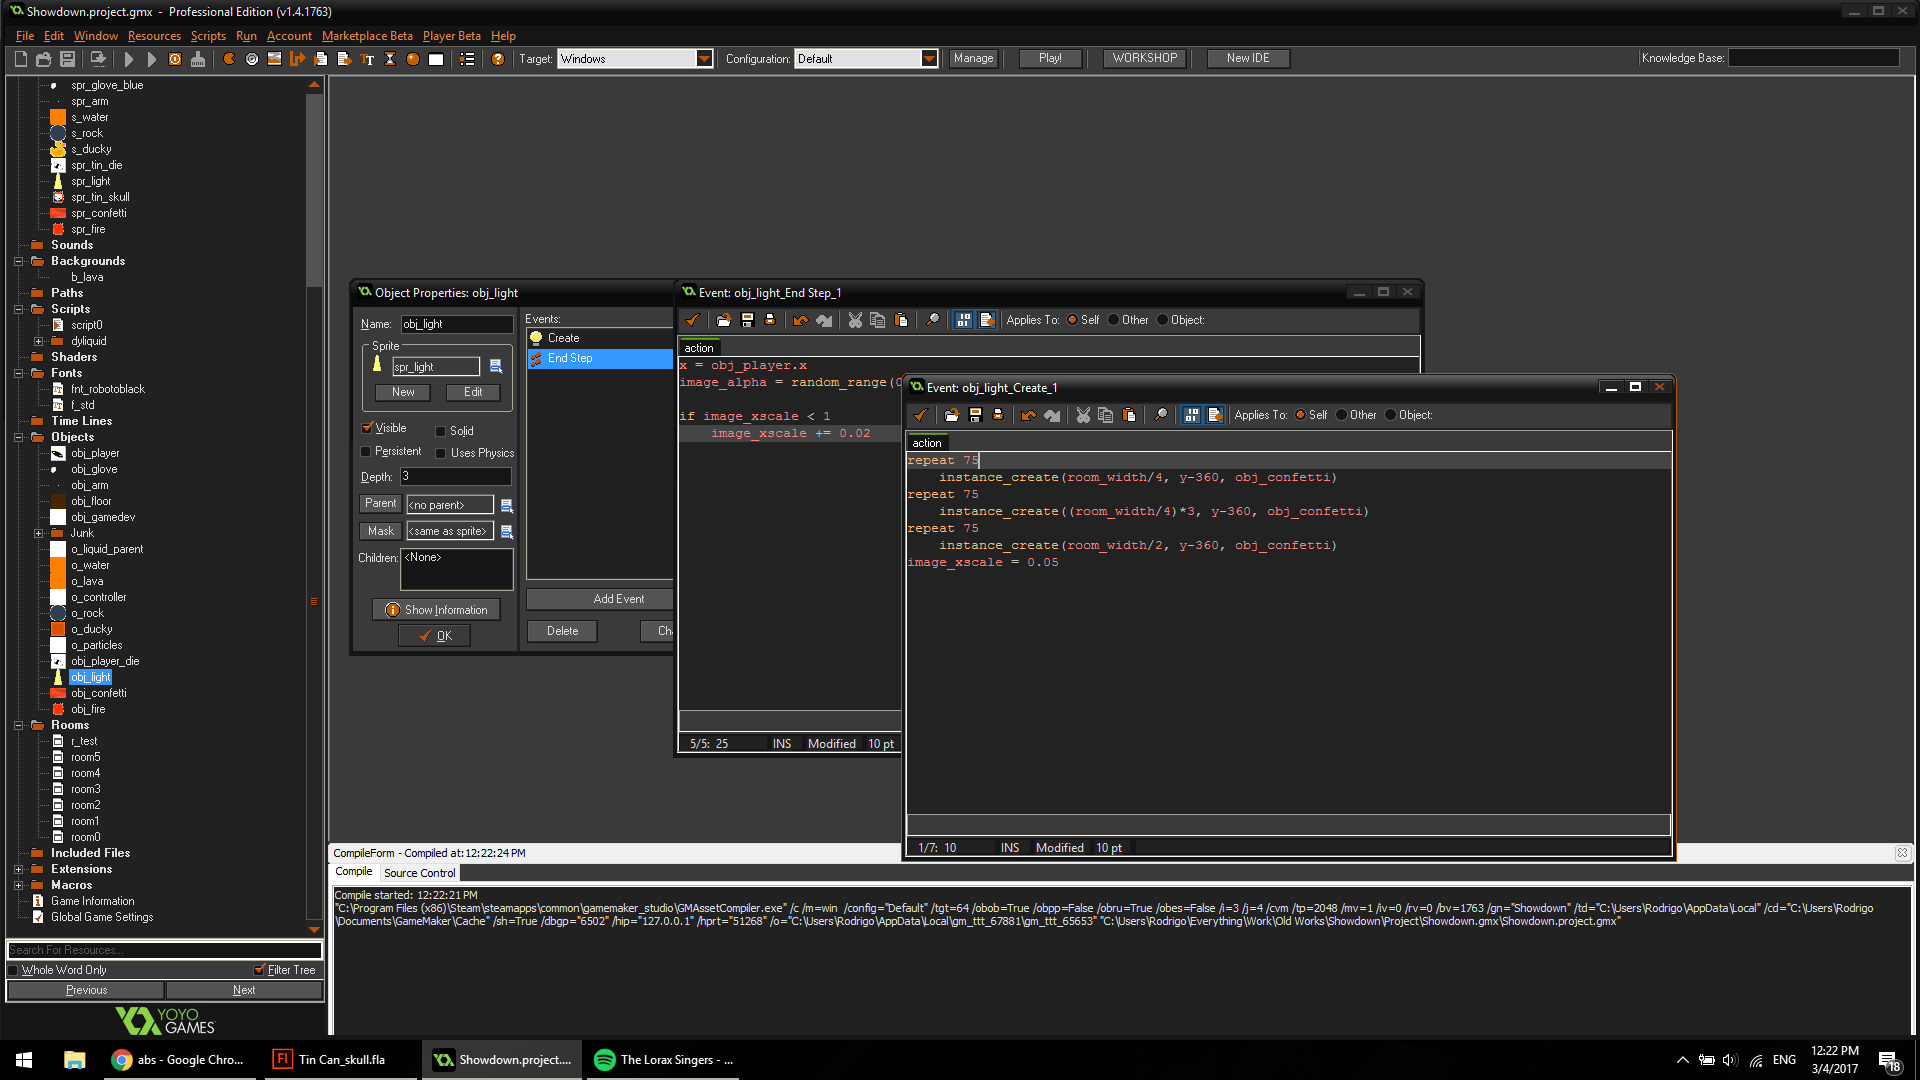 Showdown.project.gmx - Professional Edition (v1.4.1763)
File Edit Window Resources Scripts Run Account Marketplace Beta Player Beta Help
Target: Windows Configuration: Default Manage Play! WORKSHOP New IDE Knowledge Base:
spr_glove_blue
spr_arm
s_water
s_rock
s_ducky
spr_tin_die
spr_light
spr_tin_skull
spr_confetti
spr_fire
Sounds
Backgrounds
b_lava
Paths
Scripts
script0
dyliquid
Shaders
Fonts
fnt_robotoblack
f_std
Time Lines
Objects
obj_player
obj_glove
obj_arm
obj_floor
obj_gamedev
Junk
o_liquid_parent
o_water
o_lava
o_controller
o_rock
o_ducky
o_particles
obj_player_die
obj_light
obj_confetti
obj_fire
Rooms
r_test
room5
room4
room3
room2
room1
room0
Included Files
Extensions
Macros
Game Information
Global Game Settings
Search For Resources...
Whole Word Only Filter Tree
Previous Next
YOYO
GAMES
Object Properties: obj_light
Name: obj_light
Sprite
spr_light
New Edit
Visible Solid
Persistent Uses Physics
Depth: 3
Parent <no parent>
Mask <same as sprite>
Children: <None>
Show Information
OK
Events:
Create
End Step
Add Event
Delete Ch
Event: obj_light_End Step_1
Applies To: Self Other Object:
action
x = obj_player.x
image_alpha = random_range(0
if image_xscale < 1
image_xscale += 0.02
5/5: 25 INS Modified 10 pt
Event: obj_light_Create_1
Applies To: Self Other Object:
action
repeat 75
instance_create(room_width/4, y-360, obj_confetti)
repeat 75
instance_create((room_width/4)*3, y-360, obj_confetti)
repeat 75
instance_create(room_width/2, y-360, obj_confetti)
image_xscale = 0.05
1/7: 10 INS Modified 10 pt
CompileForm - Compiled at:12:22:24 PM
Compile Source Control
Compile started: 12:22:21 PM
"C:\Program Files (x86)\Steam\steamapps\common\gamemaker_studio\GMAssetCompiler.exe" /c /m=win /config="Default" /tgt=64 /obob=True /obpp=False /obru=True /obes=False /i=3 /j=4 /cvm /tp=2048 /mv=1 /iv=0 /rv=0 /bv=1763 /gn="Showdown" /td="C:\Users\Rodrigo\AppData\Local" /cd="C:\Users\Rodrigo
\Documents\GameMaker\Cache" /sh=True /dbgp="6502" /hip="127.0.0.1" /hprt="51268" /o="C:\Users\Rodrigo\AppData\Local\gm_ttt_67881\gm_ttt_65653" "C:\Users\Rodrigo\Everything\Work\Old Works\Showdown\Project\Showdown.gmx\Showdown.project.gmx"
abs - Google Chro... Fl Tin Can_skull.fla Showdown.project.... The Lorax Singers - ... ENG 12:22 PM
3/4/2017 18